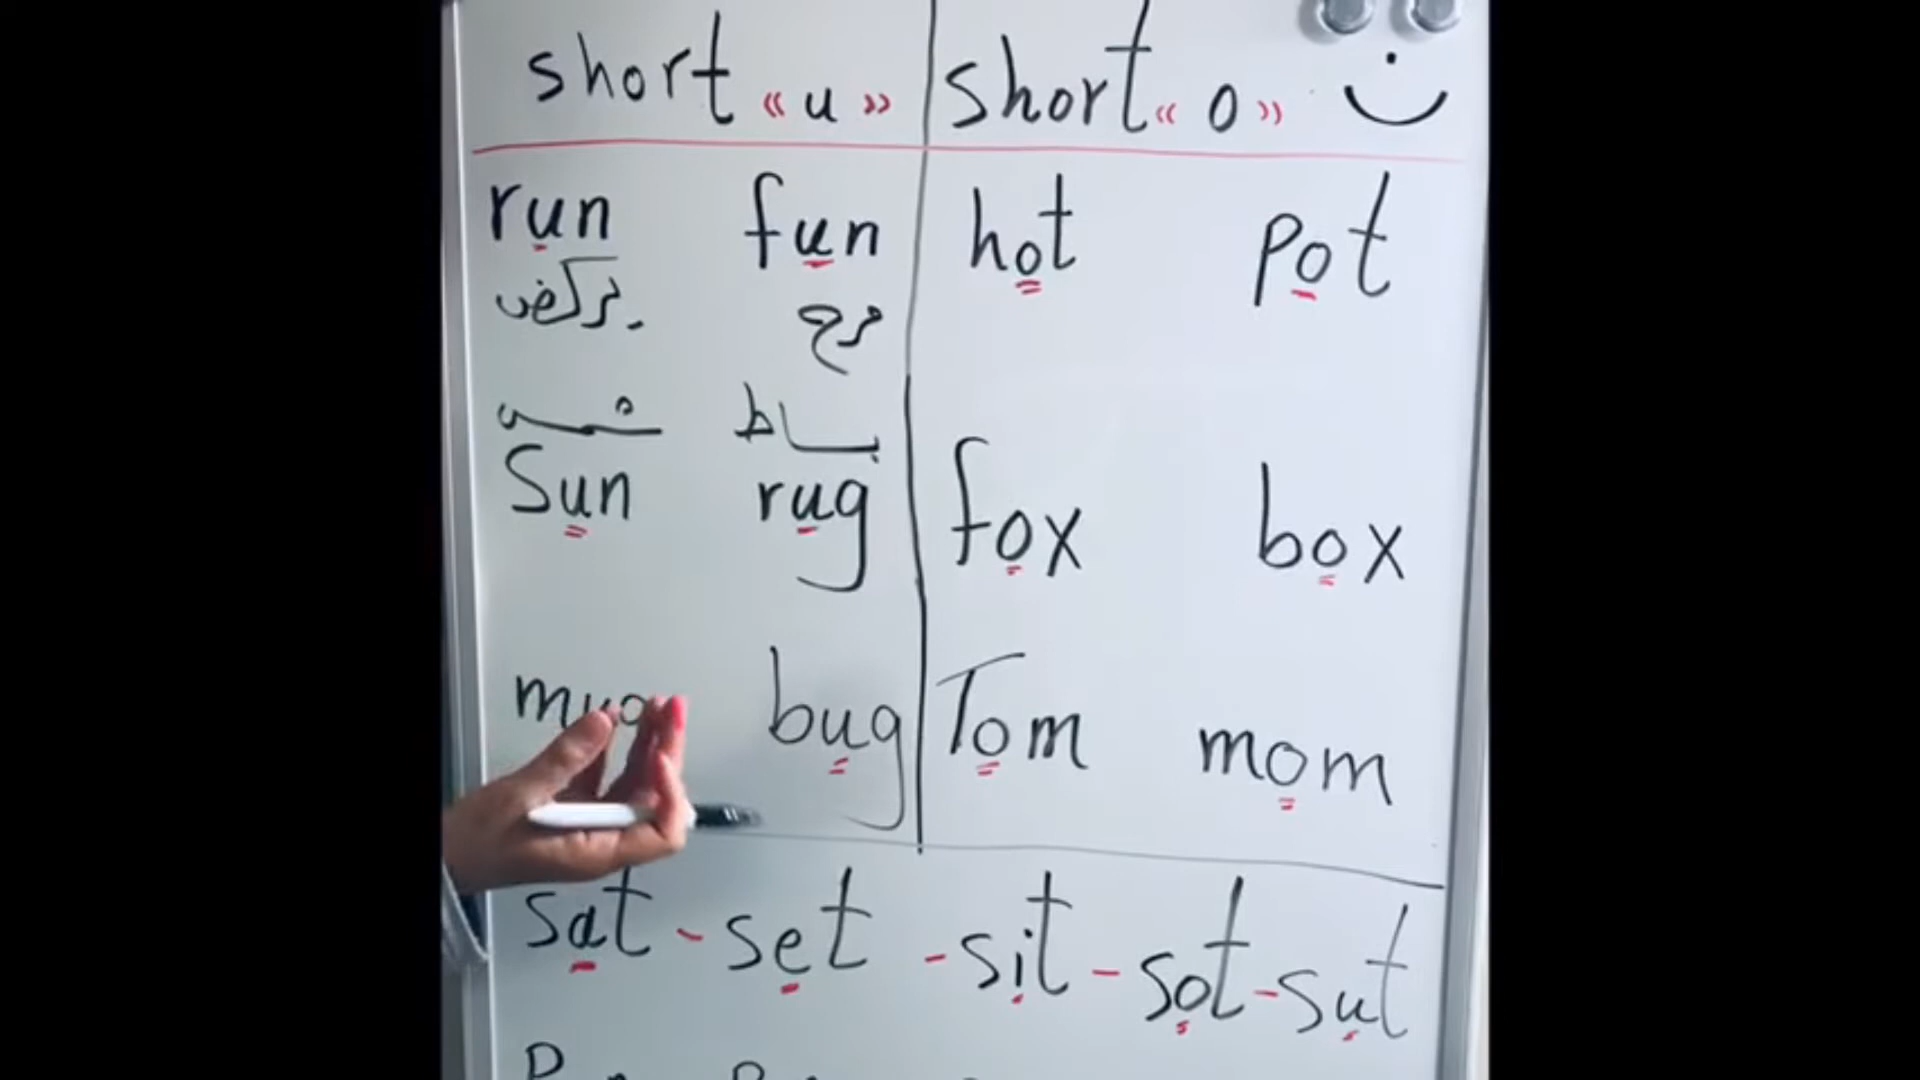 short « u » short « o »
run fun hot pot
يركض مرح
شمس بساط
Sun rug fox box
bug Tom mom
sat - set - sit - sot - sut